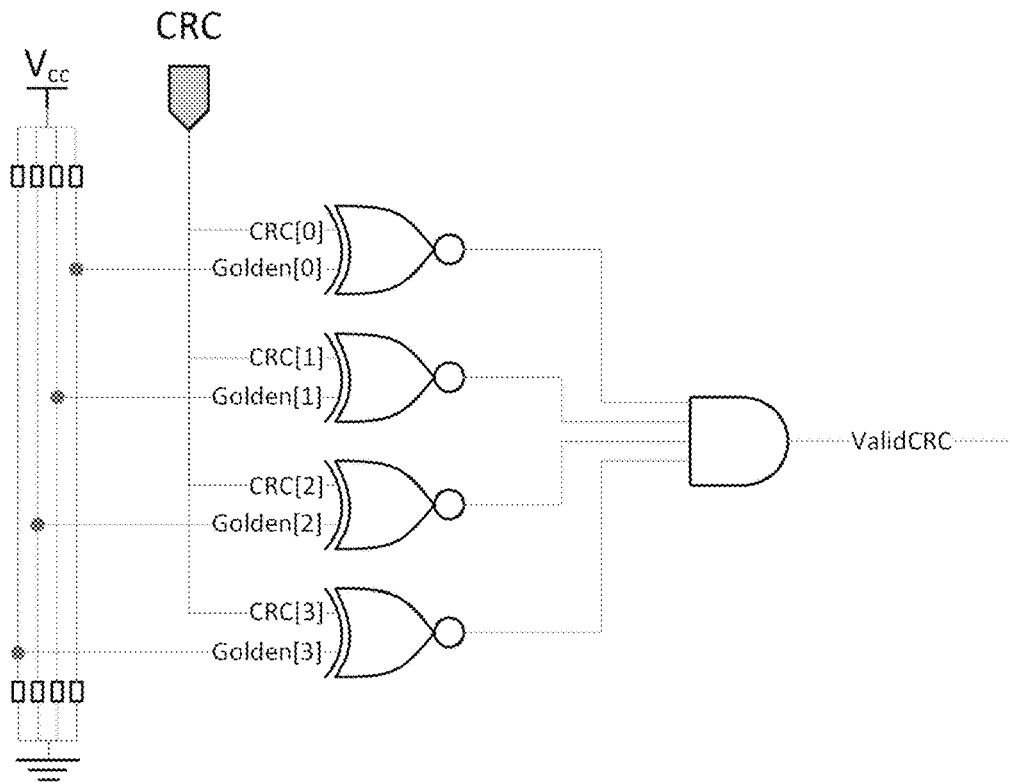 CRC
Vcc
CRC[0]
Golden[0]
CRC[1]
Golden[1]
ValidCRC
CRC[2]
Golden[2]
CRC[3]
Golden[3]